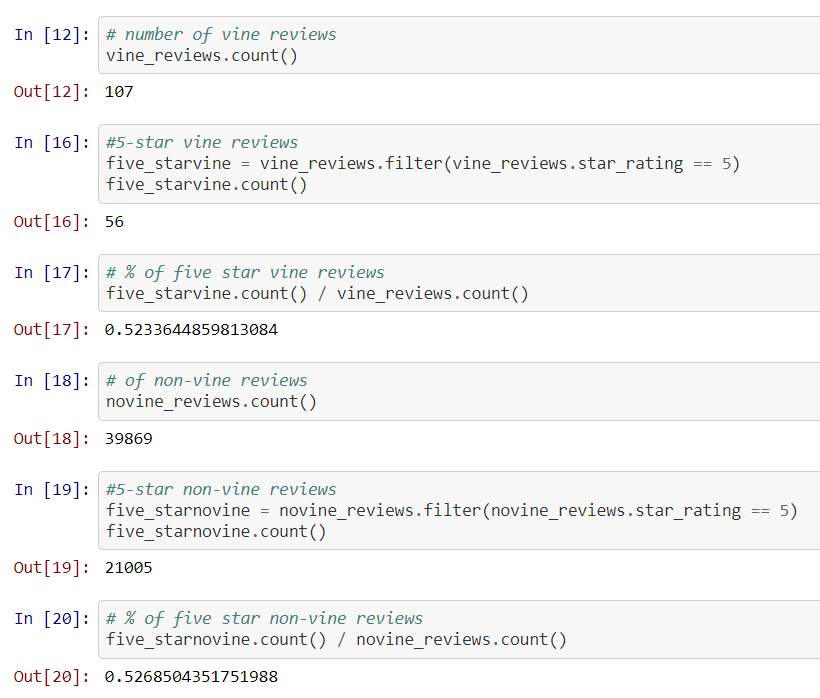 In [12]: # number of vine reviews
vine_reviews.count()
Out[12]: 107
In [16]: #5-star vine reviews
five_starvine = vine_reviews.filter(vine_reviews.star_rating == 5)
five_starvine.count()
Out[16]: 56
In [17]: # % of five star vine reviews
five_starvine.count() / vine_reviews.count()
Out[17]: 0.5233644859813084
In [18]: # of non-vine reviews
novine_reviews.count()
Out[18]: 39869
In [19]: #5-star non-vine reviews
five_starnovine = novine_reviews.filter(novine_reviews.star_rating == 5)
five_starnovine.count()
Out[19]: 21005
In [20]: # % of five star non-vine reviews
five_starnovine.count() / novine_reviews.count()
Out[20]: 0.5268504351751988